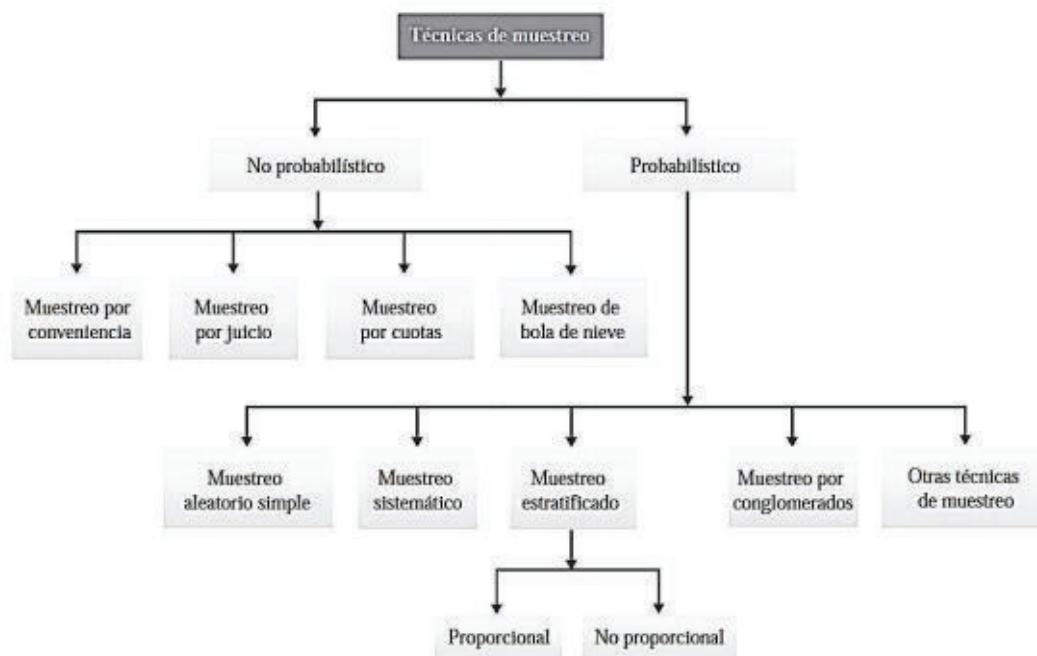 Técnicas de muestreo
No probabilístico
Probabilístico
Muestreo por
conveniencia
Muestreo
por juicio
Muestreo
por cuotas
Muestreo de
bola de nieve
Muestreo
aleatorio simple
Muestreo
sistemático
Muestreo
estratificado
Muestreo por
conglomerados
Otras técnicas
de muestreo
Proporcional
No proporcional